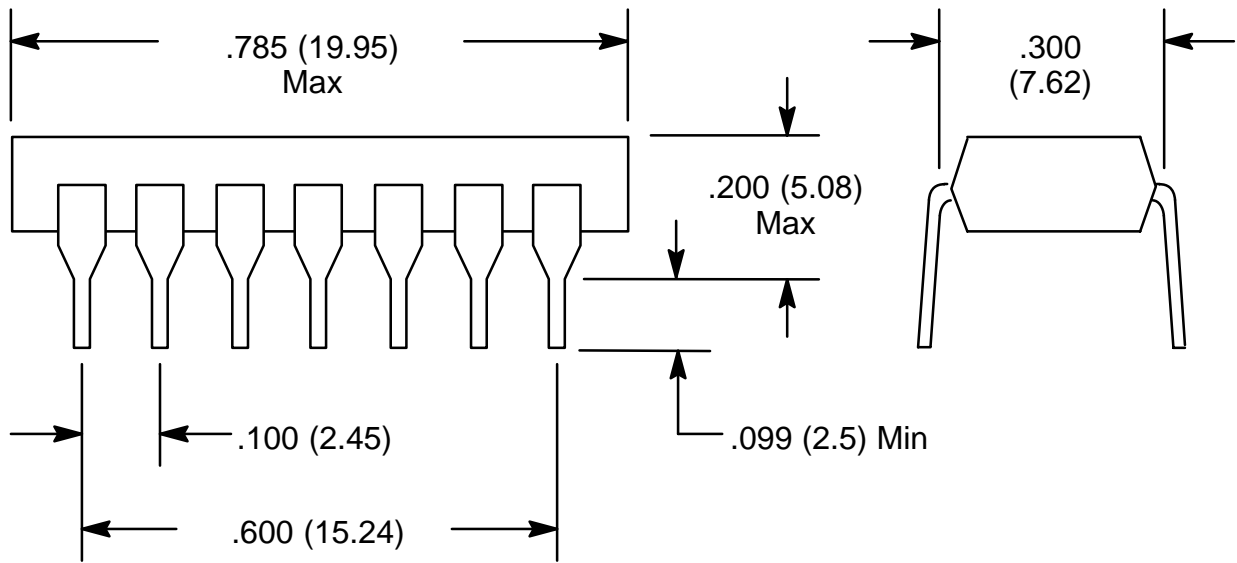 .785 (19.95)
Max
.300
(7.62)
.200 (5.08)
Max
.100 (2.45)
.099 (2.5) Min
.600 (15.24)